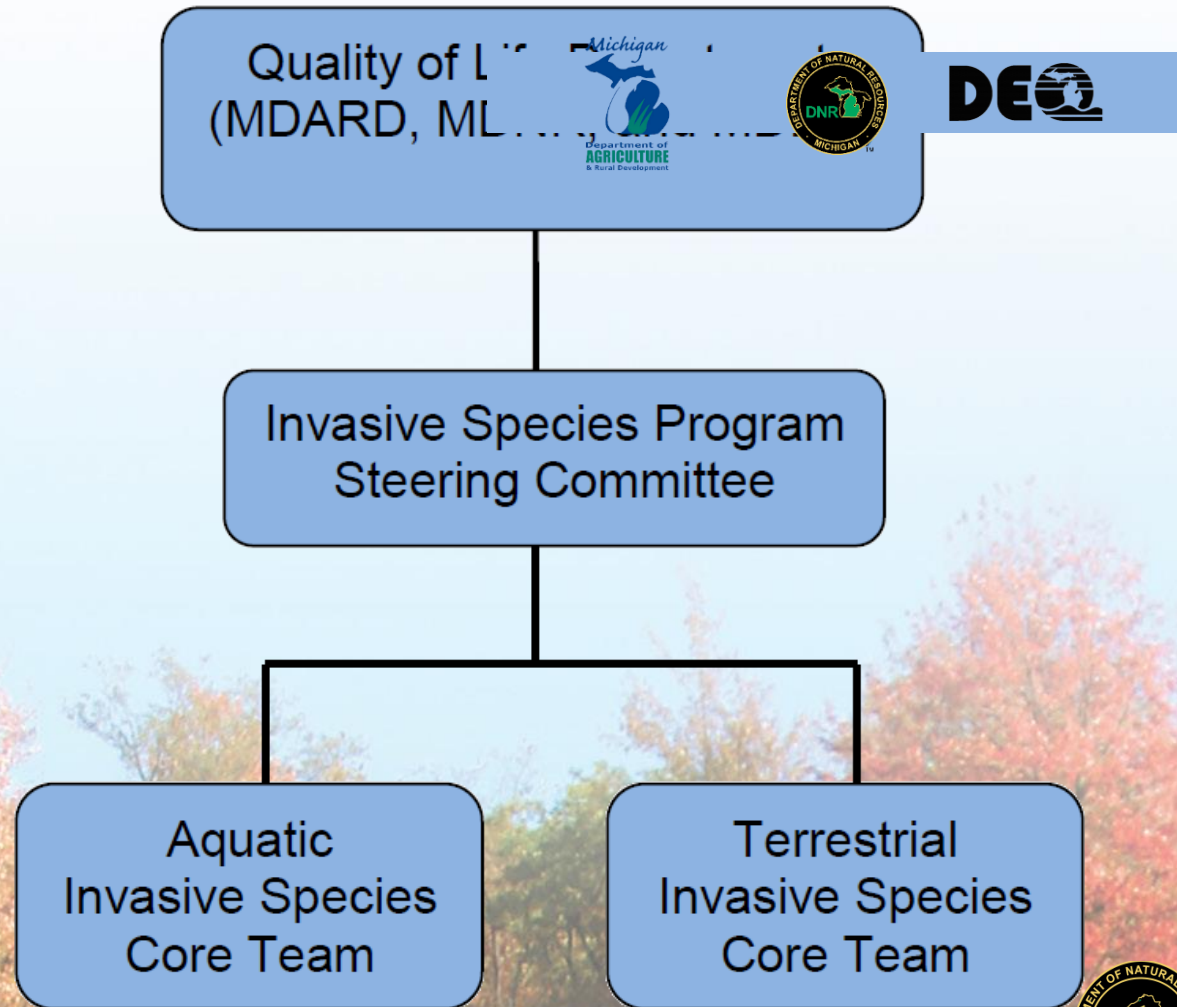 Quality of
(MDARD,
Michigan
Department of
AGRICULTURE
& Rural Development
DEPARTMENT OF NATURAL RESOURCES
DNR
MICHIGAN
DEQ
Invasive Species Program
Steering Committee
Aquatic
Invasive Species
Core Team
Terrestrial
Invasive Species
Core Team
OF